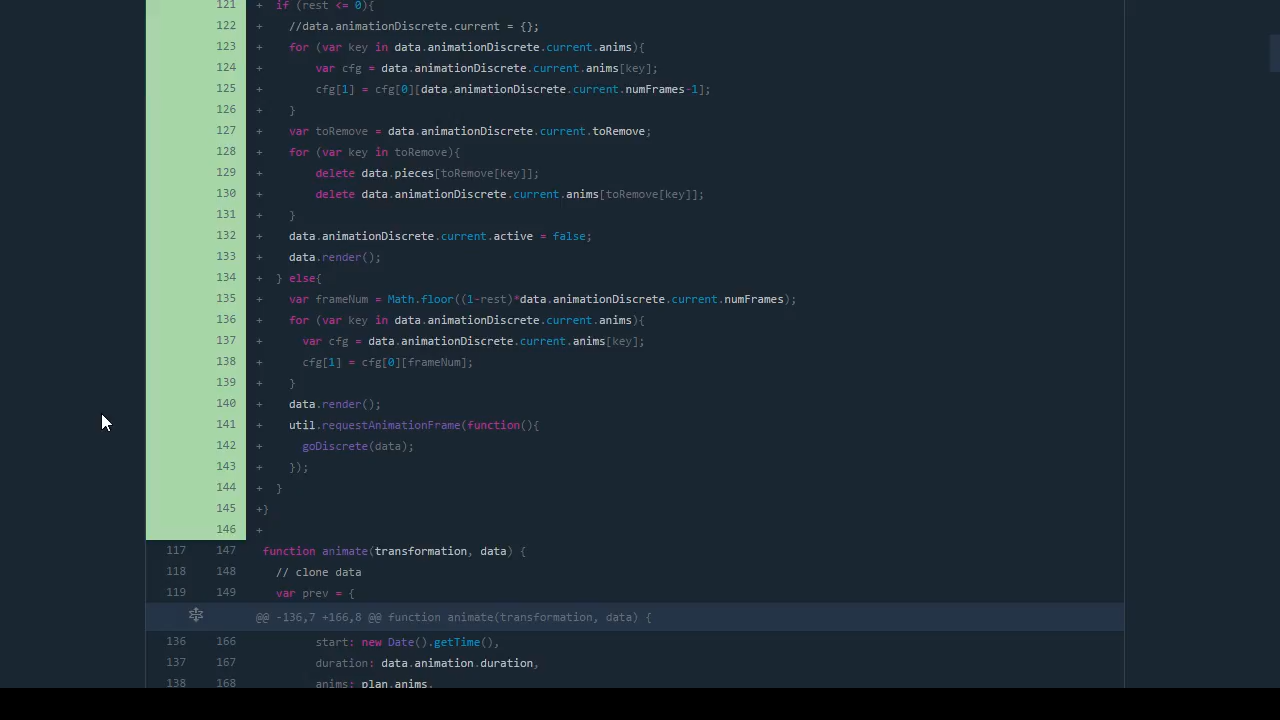 121 + if (rest <= 0){
122 + //data.animationDiscrete.current = {};
123 + for (var key in data.animationDiscrete.current.anims){
124 + var cfg = data.animationDiscrete.current.anims[key];
125 + cfg[1] = cfg[0][data.animationDiscrete.current.numFrames-1];
126 + }
127 + var toRemove = data.animationDiscrete.current.toRemove;
128 + for (var key in toRemove){
129 + delete data.pieces[toRemove[key]];
130 + delete data.animationDiscrete.current.anims[toRemove[key]];
131 + }
132 + data.animationDiscrete.current.active = false;
133 + data.render();
134 + } else{
135 + var frameNum = Math.floor((1-rest)*data.animationDiscrete.current.numFrames);
136 + for (var key in data.animationDiscrete.current.anims){
137 + var cfg = data.animationDiscrete.current.anims[key];
138 + cfg[1] = cfg[0][frameNum];
139 + }
140 + data.render();
141 + util.requestAnimationFrame(function(){
142 + goDiscrete(data);
143 + });
144 + }
145 +}
146 +
117 147 function animate(transformation, data) {
118 148 // clone data
119 149 var prev = {
@@ -136,7 +166,8 @@ function animate(transformation, data) {
136 166 start: new Date().getTime(),
137 167 duration: data.animation.duration,
138 168 anims: plan.anims,